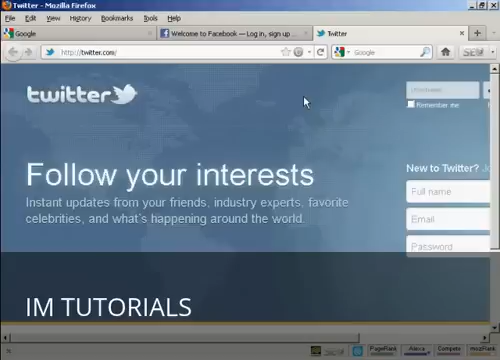 Twitter - Mozilla Firefox
File Edit View History Bookmarks Tools Help
Google
Welcome to Facebook — Log in, sign up ...
Twitter
http://twitter.com/
Google
twitter
Remember me
Follow your interests
Instant updates from your friends, industry experts, favorite
celebrities, and what's happening around the world.
New to Twitter?
Full name
Email
Password
IM TUTORIALS
PageRank
Alexa
Compete
mozRank